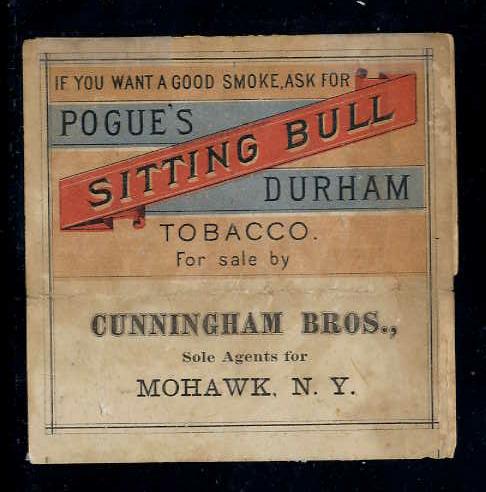 IF YOU WANT A GOOD SMOKE, ASK FOR
POGUE'S
SITTING BULL
DURHAM
TOBACCO.
For sale by
CUNNINGHAM BROS.,
Sole Agents for
MOHAWK, N. Y.